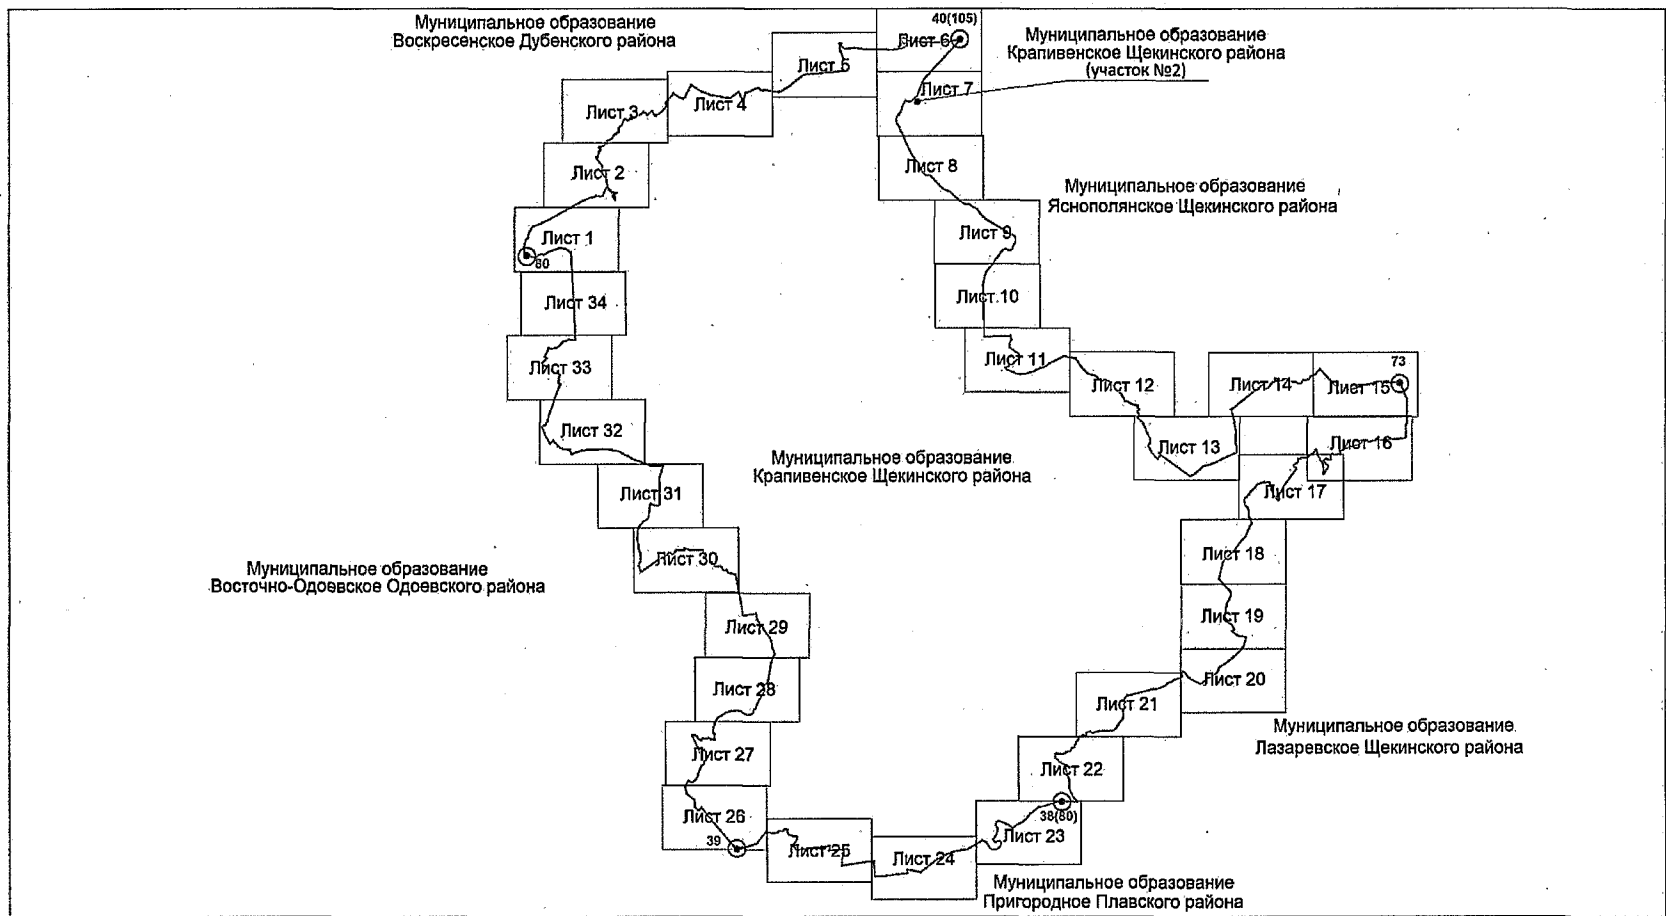 Муниципальное образование
Воскресенское Дубенского района
40(105)
Лист 6
Муниципальное образование
Крапивенское Щекинского района
(участок №2)
Лист 5
Лист 7
Лист 3
Лист 4
Лист 8
Лист 2
Муниципальное образование
Яснополянское Щекинского района
Лист 1
80
Лист 9
Лист 34
Лист 10
Лист 33
Лист 11
Лист 12
Лист 14
73
Лист 15
Лист 32
Лист 13
Лист 16
Муниципальное образование
Крапивенское Щекинского района
Лист 31
Лист 17
Лист 30
Лист 18
Муниципальное образование
Восточно-Одоевское Одоевского района
Лист 29
Лист 19
Лист 28
Лист 20
Лист 21
Муниципальное образование
Лазаревское Щекинского района
Лист 27
Лист 22
Лист 26
38(80)
39
Лист 23
Лист 25
Лист 24
Муниципальное образование
Пригородное Плавского района